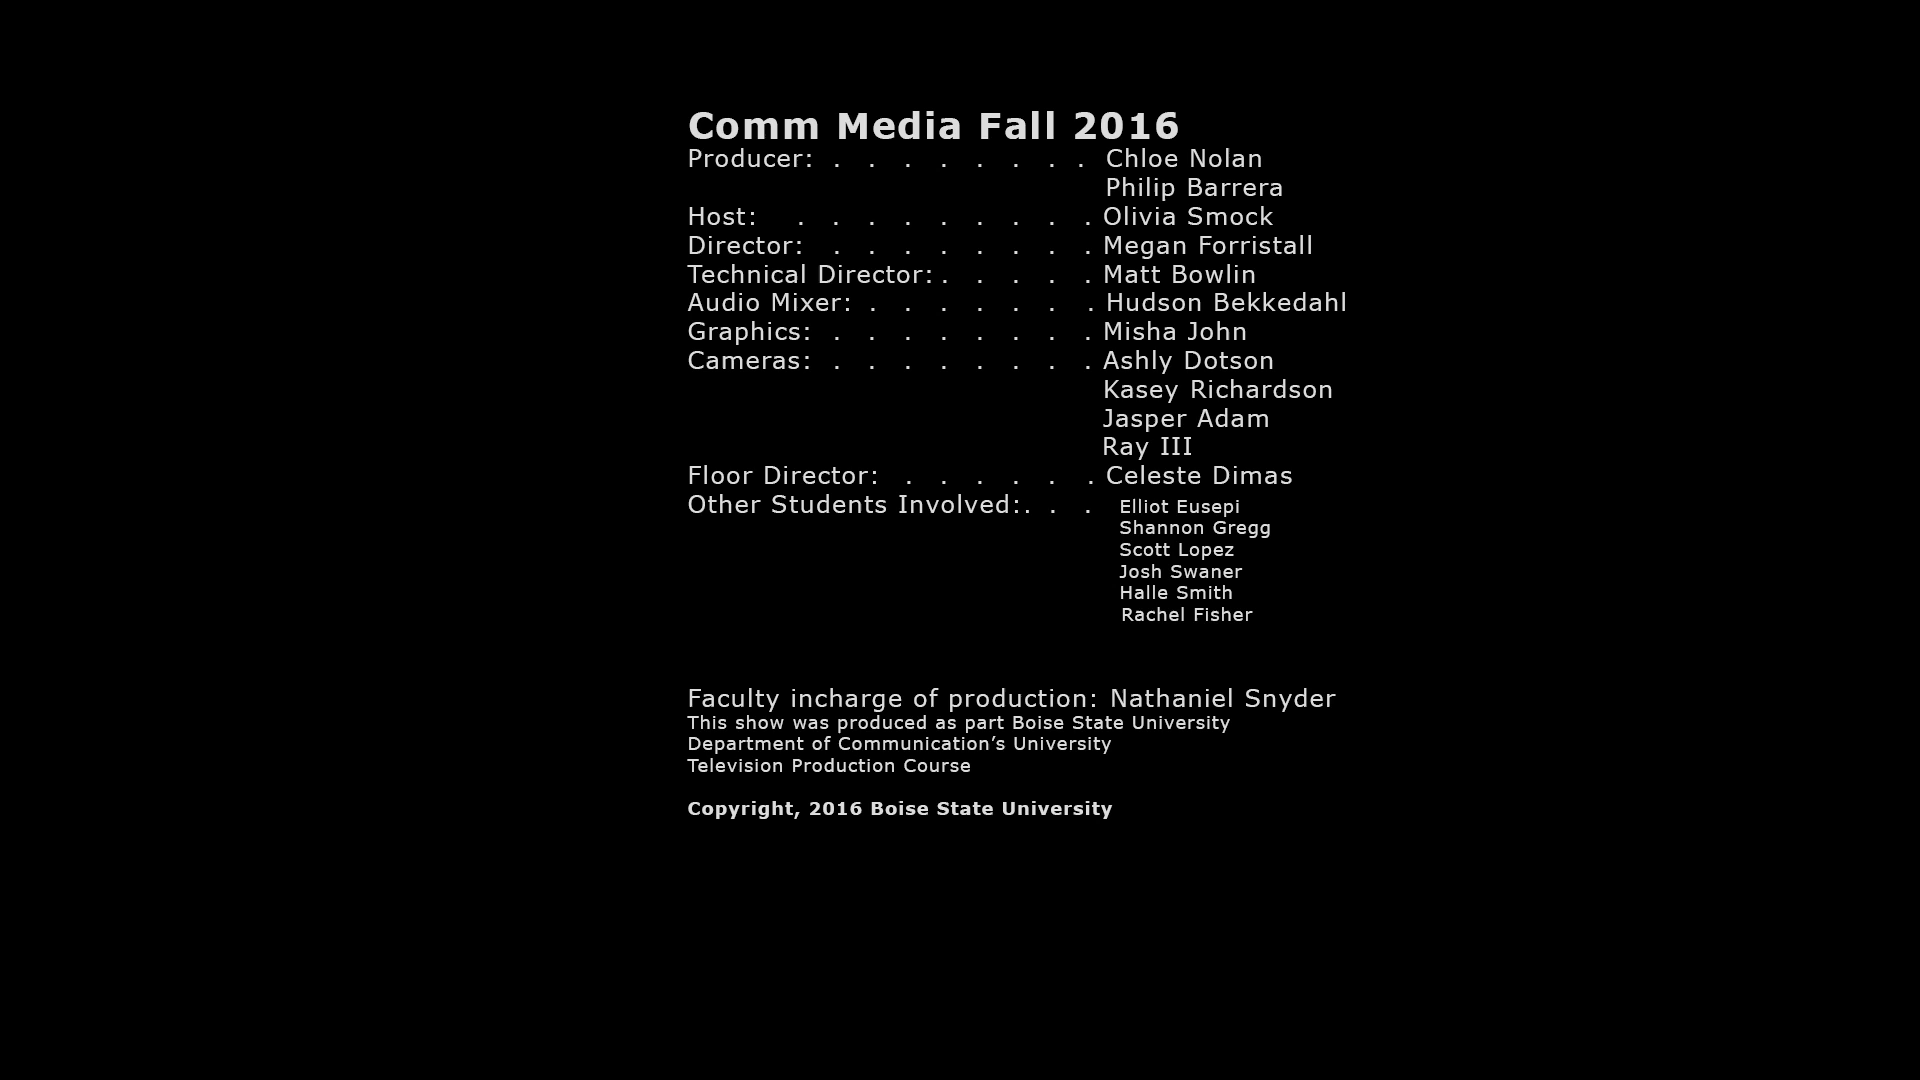 Comm Media Fall 2016
Producer: . . . . . . . . Chloe Nolan
Philip Barrera
Host: . . . . . . . . . Olivia Smock
Director: . . . . . . . . Megan Forristall
Technical Director: . . . . . Matt Bowlin
Audio Mixer: . . . . . . . Hudson Bekkedahl
Graphics: . . . . . . . . Misha John
Cameras: . . . . . . . . Ashly Dotson
Kasey Richardson
Jasper Adam
Ray III
Floor Director: . . . . . . Celeste Dimas
Other Students Involved: . . . Elliot Eusepi
Shannon Gregg
Scott Lopez
Josh Swaner
Halle Smith
Rachel Fisher
Faculty incharge of production: Nathaniel Snyder
This show was produced as part Boise State University
Department of Communication’s University
Television Production Course
Copyright, 2016 Boise State University